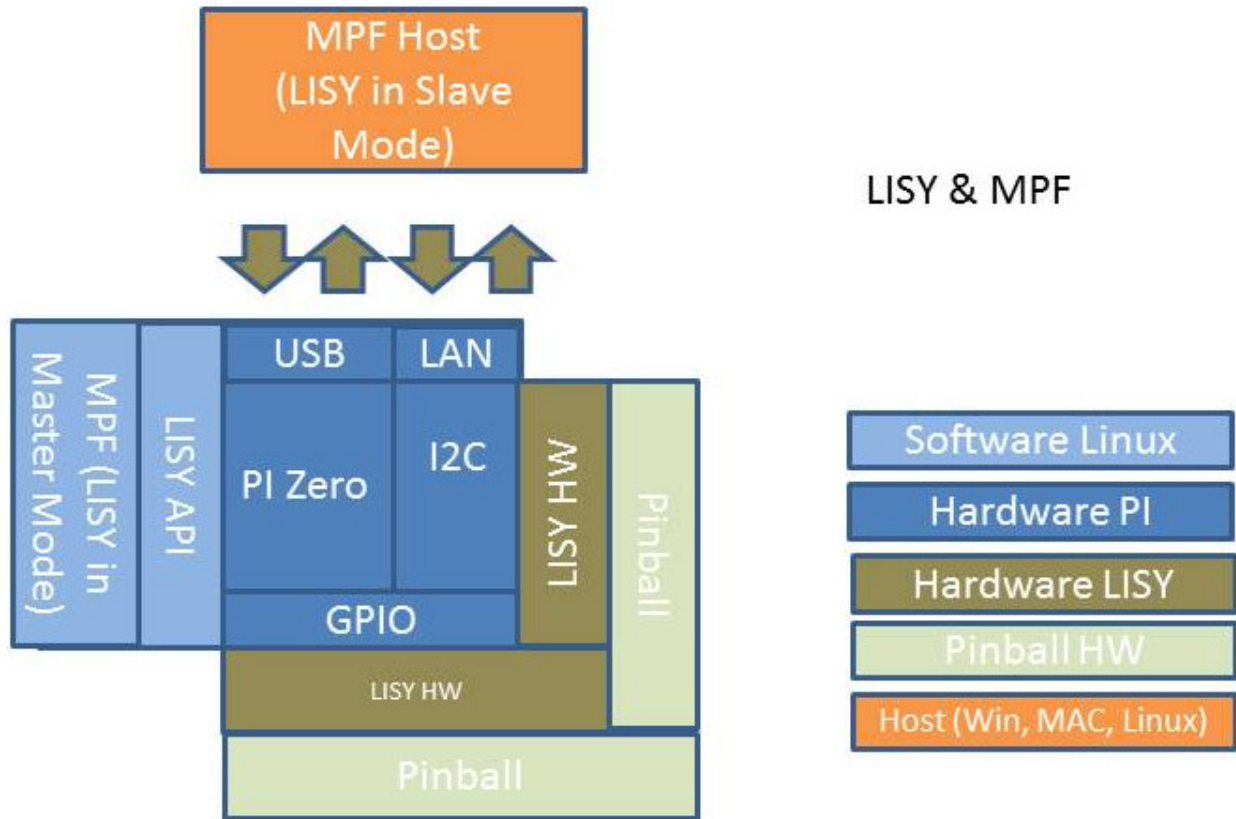 MPF Host
(LISY in Slave
Mode)
LISY & MPF
MPF (LISY in
Master Mode)
LISY API
USB
LAN
PI Zero
I2C
GPIO
LISY HW
Pinball
LISY HW
Pinball
Software Linux
Hardware PI
Hardware LISY
Pinball HW
Host (Win, MAC, Linux)